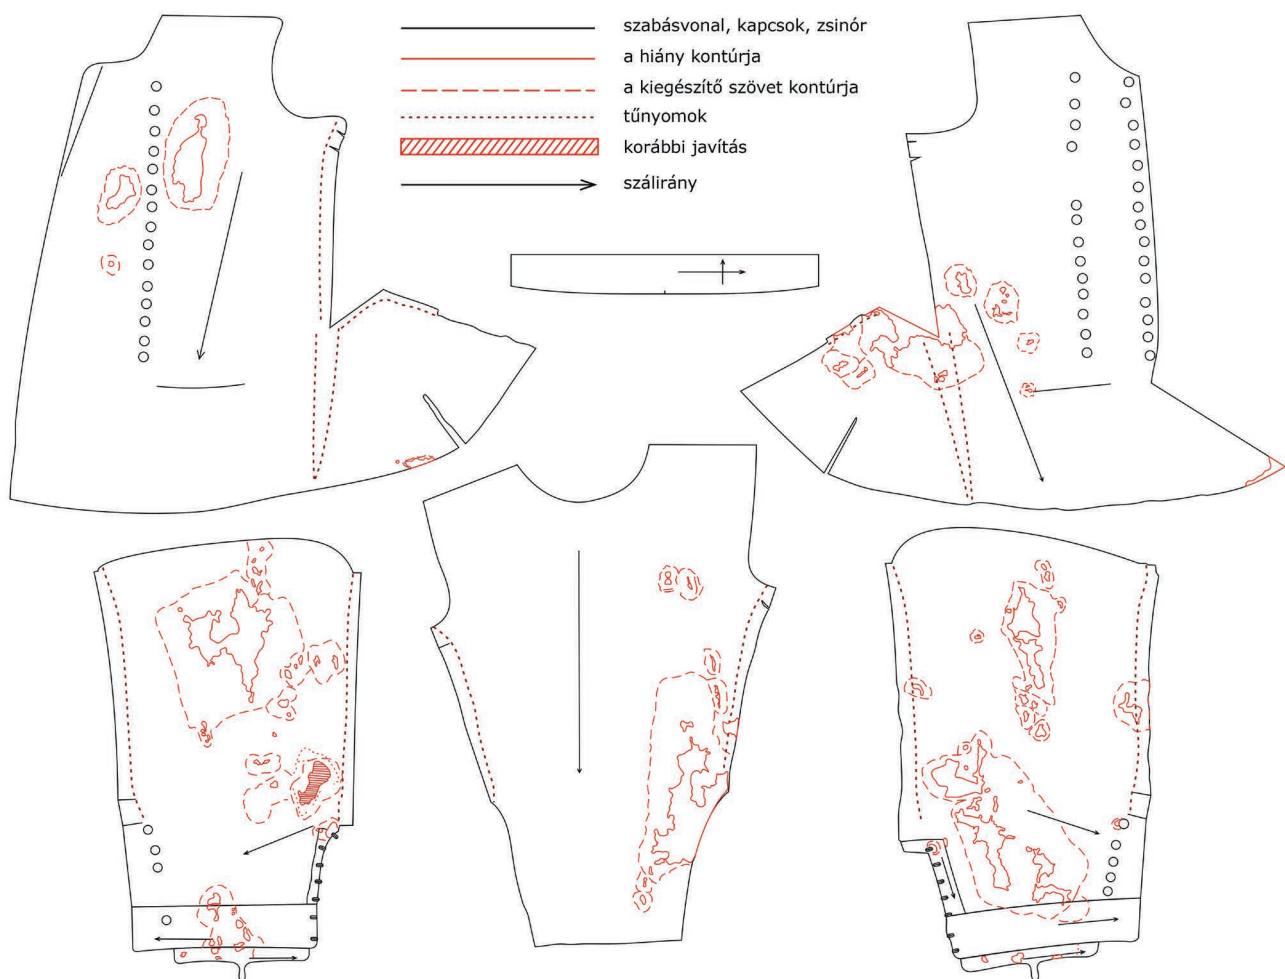 szabásvonal, kapcsok, zsinór
a hiány kontúrja
a kiegészítő szövet kontúrja
tűnyomok
korábbi javítás
szálirány